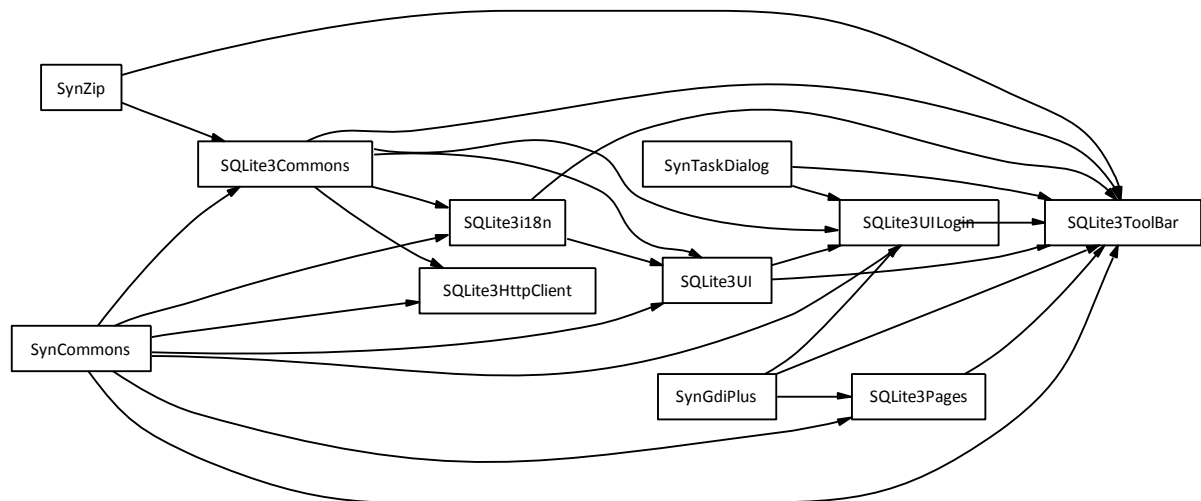 SynZip
SQLite3Commons
SynTaskDialog
SQLite3i18n
SQLite3UILogin
SQLite3ToolBar
SQLite3UI
SQLite3HttpClient
SynCommons
SynGdiPlus
SQLite3Pages